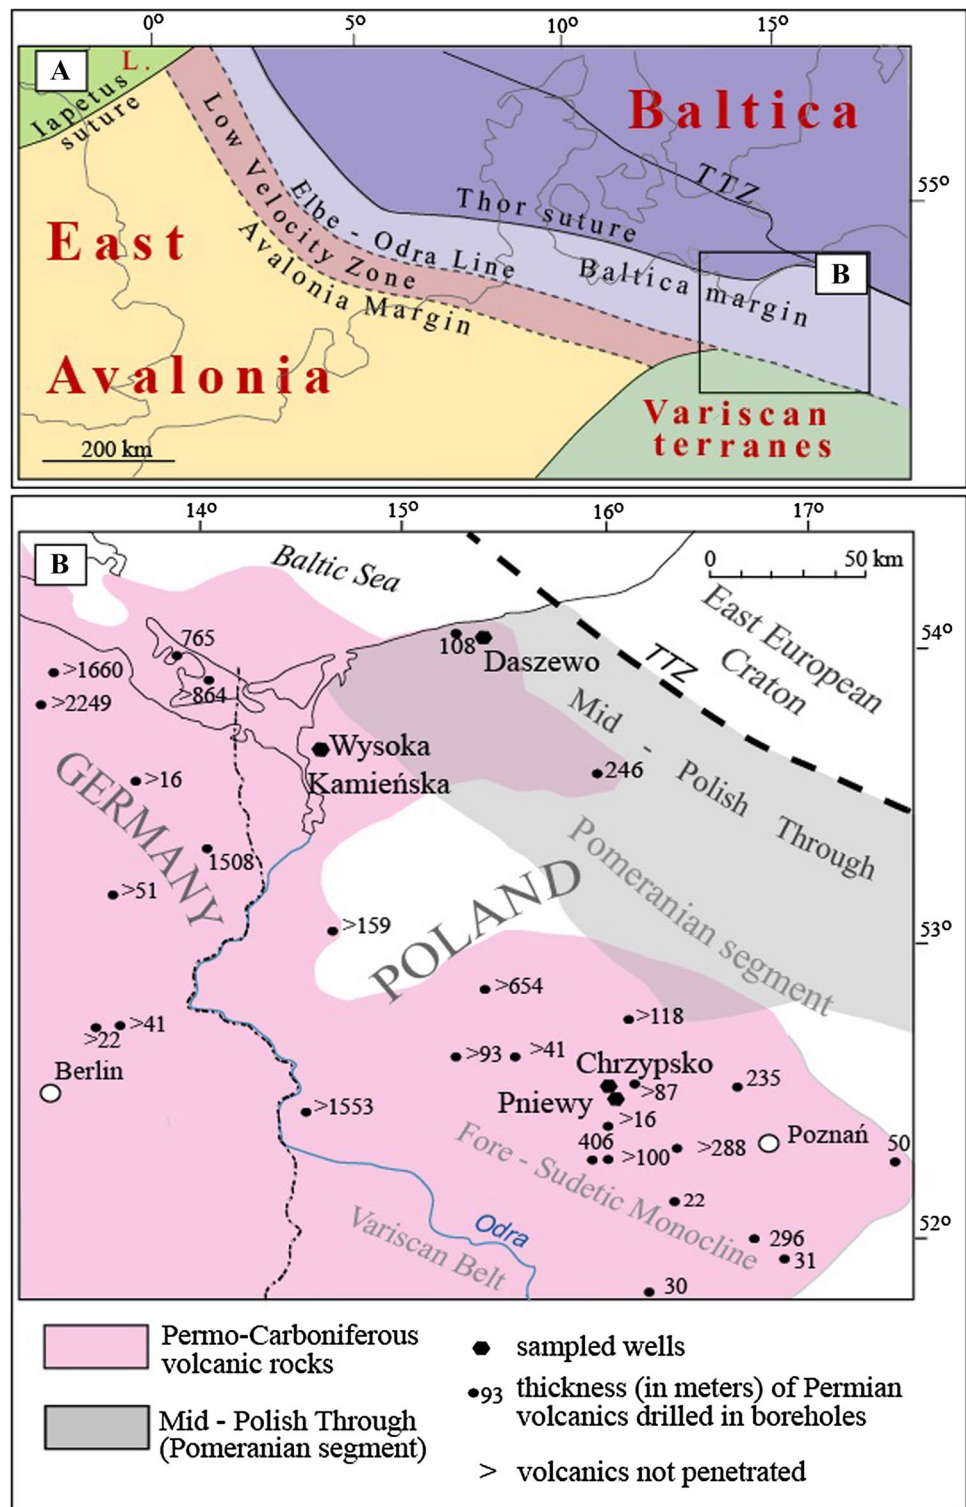 0° 5° 10° 15°
A
L.
Iapetus
suture
Baltica
TTZ
55°
Low Velocity Zone
Elbe - Odra Line
Thor suture
East
Avalonia Margin
Baltica margin
B
Avalonia
Variscan
terranes
200 km
14° 15° 16° 17°
B
Baltic Sea
0 50 km
East European
Craton
54°
765
108
Daszewo
TTZ
>1660
>864
>2249
Mid - Polish Through
Wysoka
Kamieńska
246
>16
GERMANY
1508
Pomeranian segment
>51
POLAND
>159
53°
>654
>118
>41
>22
>93
>41
Chrzypsko
Berlin
>87
235
Pniewy
>1553
>16
Poznań
406
>100
>288
50
Fore - Sudetic Monocline
22
Odra
Variscan Belt
296
52°
31
30
Permo-Carboniferous
volcanic rocks
Mid - Polish Through
(Pomeranian segment)
sampled wells
93 thickness (in meters) of Permian
volcanics drilled in boreholes
> volcanics not penetrated